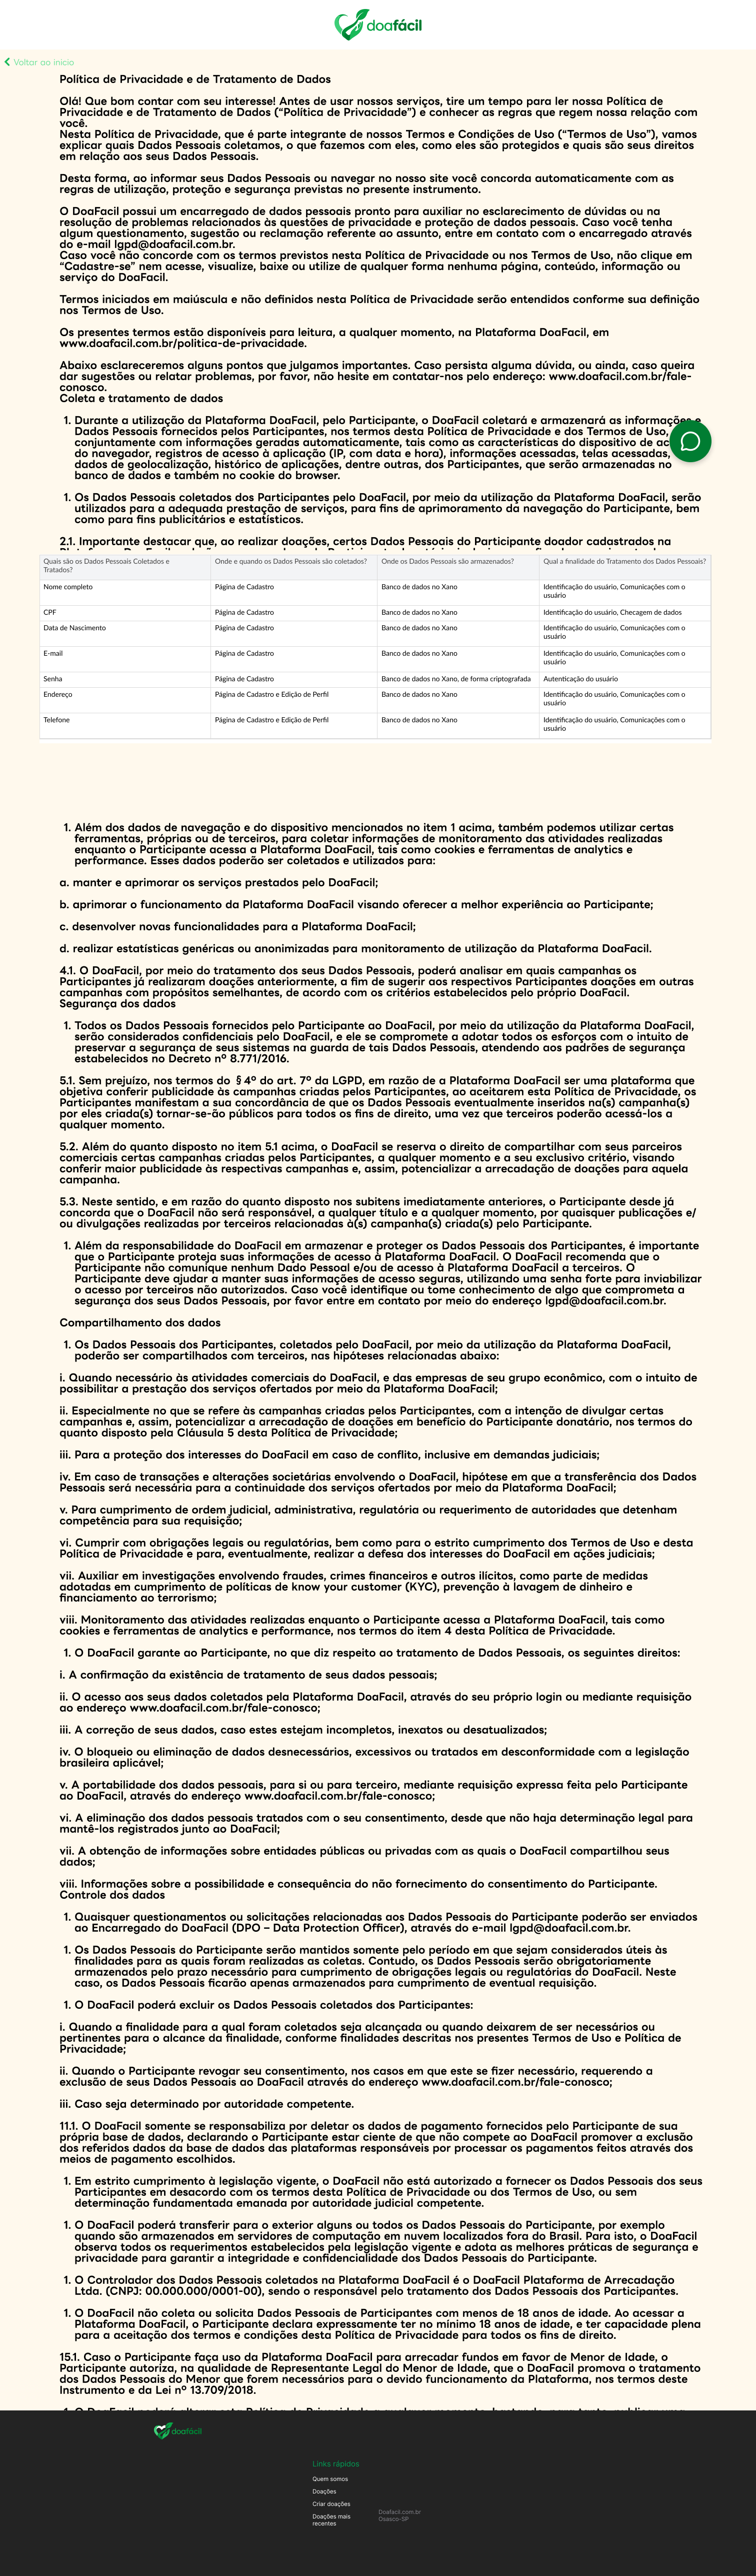 doafácil
Voltar ao inicio
Política de Privacidade e de Tratamento de Dados
Olá! Que bom contar com seu interesse! Antes de usar nossos serviços, tire um tempo para ler nossa Política de
Privacidade e de Tratamento de Dados (“Política de Privacidade”) e conhecer as regras que regem nossa relação com
você.
Nesta Política de Privacidade, que é parte integrante de nossos Termos e Condições de Uso (“Termos de Uso”), vamos
explicar quais Dados Pessoais coletamos, o que fazemos com eles, como eles são protegidos e quais são seus direitos
em relação aos seus Dados Pessoais.
Desta forma, ao informar seus Dados Pessoais ou navegar no nosso site você concorda automaticamente com as
regras de utilização, proteção e segurança previstas no presente instrumento.
O DoaFacil possui um encarregado de dados pessoais pronto para auxiliar no esclarecimento de dúvidas ou na
resolução de problemas relacionados às questões de privacidade e proteção de dados pessoais. Caso você tenha
algum questionamento, sugestão ou reclamação referente ao assunto, entre em contato com o encarregado através
do e-mail lgpd@doafacil.com.br.
Caso você não concorde com os termos previstos nesta Política de Privacidade ou nos Termos de Uso, não clique em
“Cadastre-se” nem acesse, visualize, baixe ou utilize de qualquer forma nenhuma página, conteúdo, informação ou
serviço do DoaFacil.
Termos iniciados em maiúscula e não definidos nesta Política de Privacidade serão entendidos conforme sua definição
nos Termos de Uso.
Os presentes termos estão disponíveis para leitura, a qualquer momento, na Plataforma DoaFacil, em
www.doafacil.com.br/politica-de-privacidade.
Abaixo esclareceremos alguns pontos que julgamos importantes. Caso persista alguma dúvida, ou ainda, caso queira
dar sugestões ou relatar problemas, por favor, não hesite em contatar-nos pelo endereço: www.doafacil.com.br/fale-
conosco.
Coleta e tratamento de dados
1. Durante a utilização da Plataforma DoaFacil, pelo Participante, o DoaFacil coletará e armazenará as informações e
Dados Pessoais fornecidos pelos Participantes, nos termos desta Política de Privacidade e dos Termos de Uso,
conjuntamente com informações geradas automaticamente, tais como as características do dispositivo de
do navegador, registros de acesso à aplicação (IP, com data e hora), informações acessadas, telas acessadas,
dados de geolocalização, histórico de aplicações, dentre outras, dos Participantes, que serão armazenados no
banco de dados e também no cookie do browser.
1. Os Dados Pessoais coletados dos Participantes pelo DoaFacil, por meio da utilização da Plataforma DoaFacil, serão
utilizados para a adequada prestação de serviços, para fins de aprimoramento da navegação do Participante, bem
como para fins publicitários e estatísticos.
2.1. Importante destacar que, ao realizar doações, certos Dados Pessoais do Participante doador cadastrados na
Quais são os Dados Pessoais Coletados e
Tratados?
Onde e quando os Dados Pessoais são coletados?
Onde os Dados Pessoais são armazenados?
Qual a finalidade do Tratamento dos Dados Pessoais?
Nome completo
Página de Cadastro
Banco de dados no Xano
Identificação do usuário, Comunicações com o
usuário
CPF
Página de Cadastro
Banco de dados no Xano
Identificação do usuário, Checagem de dados
Data de Nascimento
Página de Cadastro
Banco de dados no Xano
Identificação do usuário, Comunicações com o
usuário
E-mail
Página de Cadastro
Banco de dados no Xano
Identificação do usuário, Comunicações com o
usuário
Senha
Página de Cadastro
Banco de dados no Xano, de forma criptografada
Autenticação do usuário
Endereço
Página de Cadastro e Edição de Perfil
Banco de dados no Xano
Identificação do usuário, Comunicações com o
usuário
Telefone
Página de Cadastro e Edição de Perfil
Banco de dados no Xano
Identificação do usuário, Comunicações com o
usuário
1. Além dos dados de navegação e do dispositivo mencionados no item 1 acima, também podemos utilizar certas
ferramentas, próprias ou de terceiros, para coletar informações de monitoramento das atividades realizadas
enquanto o Participante acessa a Plataforma DoaFacil, tais como cookies e ferramentas de analytics e
performance. Esses dados poderão ser coletados e utilizados para:
a. manter e aprimorar os serviços prestados pelo DoaFacil;
b. aprimorar o funcionamento da Plataforma DoaFacil visando oferecer a melhor experiência ao Participante;
c. desenvolver novas funcionalidades para a Plataforma DoaFacil;
d. realizar estatísticas genéricas ou anonimizadas para monitoramento de utilização da Plataforma DoaFacil.
4.1. O DoaFacil, por meio do tratamento dos seus Dados Pessoais, poderá analisar em quais campanhas os
Participantes já realizaram doações anteriormente, a fim de sugerir aos respectivos Participantes doações em outras
campanhas com propósitos semelhantes, de acordo com os critérios estabelecidos pelo próprio DoaFacil.
Segurança dos dados
1. Todos os Dados Pessoais fornecidos pelo Participante ao DoaFacil, por meio da utilização da Plataforma DoaFacil,
serão considerados confidenciais pelo DoaFacil, e ele se compromete a adotar todos os esforços com o intuito de
preservar a segurança de seus sistemas na guarda de tais Dados Pessoais, atendendo aos padrões de segurança
estabelecidos no Decreto nº 8.771/2016.
5.1. Sem prejuízo, nos termos do §4º do art. 7º da LGPD, em razão de a Plataforma DoaFacil ser uma plataforma que
objetiva conferir publicidade às campanhas criadas pelos Participantes, ao aceitarem esta Política de Privacidade, os
Participantes manifestam a sua concordância de que os Dados Pessoais eventualmente inseridos na(s) campanha(s)
por eles criada(s) tornar-se-ão públicos para todos os fins de direito, uma vez que terceiros poderão acessá-los a
qualquer momento.
5.2. Além do quanto disposto no item 5.1 acima, o DoaFacil se reserva o direito de compartilhar com seus parceiros
comerciais certas campanhas criadas pelos Participantes, a qualquer momento e a seu exclusivo critério, visando
conferir maior publicidade às respectivas campanhas e, assim, potencializar a arrecadação de doações para aquela
campanha.
5.3. Neste sentido, e em razão do quanto disposto nos subitens imediatamente anteriores, o Participante desde já
concorda que o DoaFacil não será responsável, a qualquer título e a qualquer momento, por quaisquer publicações e/
ou divulgações realizadas por terceiros relacionadas à(s) campanha(s) criada(s) pelo Participante.
1. Além da responsabilidade do DoaFacil em armazenar e proteger os Dados Pessoais dos Participantes, é importante
que o Participante proteja suas informações de acesso à Plataforma DoaFacil. O DoaFacil recomenda que o
Participante não comunique nenhum Dado Pessoal e/ou de acesso à Plataforma DoaFacil a terceiros. O
Participante deve ajudar a manter suas informações de acesso seguras, utilizando uma senha forte para inviabilizar
o acesso por terceiros não autorizados. Caso você identifique ou tome conhecimento de algo que comprometa a
segurança dos seus Dados Pessoais, por favor entre em contato por meio do endereço lgpd@doafacil.com.br.
Compartilhamento dos dados
1. Os Dados Pessoais dos Participantes, coletados pelo DoaFacil, por meio da utilização da Plataforma DoaFacil,
poderão ser compartilhados com terceiros, nas hipóteses relacionadas abaixo:
i. Quando necessário às atividades comerciais do DoaFacil, e das empresas de seu grupo econômico, com o intuito de
possibilitar a prestação dos serviços ofertados por meio da Plataforma DoaFacil;
ii. Especialmente no que se refere às campanhas criadas pelos Participantes, com a intenção de divulgar certas
campanhas e, assim, potencializar a arrecadação de doações em benefício do Participante donatário, nos termos do
quanto disposto pela Cláusula 5 desta Política de Privacidade;
iii. Para a proteção dos interesses do DoaFacil em caso de conflito, inclusive em demandas judiciais;
iv. Em caso de transações e alterações societárias envolvendo o DoaFacil, hipótese em que a transferência dos Dados
Pessoais será necessária para a continuidade dos serviços ofertados por meio da Plataforma DoaFacil;
v. Para cumprimento de ordem judicial, administrativa, regulatória ou requerimento de autoridades que detenham
competência para sua requisição;
vi. Cumprir com obrigações legais ou regulatórias, bem como para o estrito cumprimento dos Termos de Uso e desta
Política de Privacidade e para, eventualmente, realizar a defesa dos interesses do DoaFacil em ações judiciais;
vii. Auxiliar em investigações envolvendo fraudes, crimes financeiros e outros ilícitos, como parte de medidas
adotadas em cumprimento de políticas de know your customer (KYC), prevenção à lavagem de dinheiro e
financiamento ao terrorismo;
viii. Monitoramento das atividades realizadas enquanto o Participante acessa a Plataforma DoaFacil, tais como
cookies e ferramentas de analytics e performance, nos termos do item 4 desta Política de Privacidade.
1. O DoaFacil garante ao Participante, no que diz respeito ao tratamento de Dados Pessoais, os seguintes direitos:
i. A confirmação da existência de tratamento de seus dados pessoais;
ii. O acesso aos seus dados coletados pela Plataforma DoaFacil, através do seu próprio login ou mediante requisição
ao endereço www.doafacil.com.br/fale-conosco;
iii. A correção de seus dados, caso estes estejam incompletos, inexatos ou desatualizados;
iv. O bloqueio ou eliminação de dados desnecessários, excessivos ou tratados em desconformidade com a legislação
brasileira aplicável;
v. A portabilidade dos dados pessoais, para si ou para terceiro, mediante requisição expressa feita pelo Participante
ao DoaFacil, através do endereço www.doafacil.com.br/fale-conosco;
vi. A eliminação dos dados pessoais tratados com o seu consentimento, desde que não haja determinação legal para
mantê-los registrados junto ao DoaFacil;
vii. A obtenção de informações sobre entidades públicas ou privadas com as quais o DoaFacil compartilhou seus
dados;
viii. Informações sobre a possibilidade e consequência do não fornecimento do consentimento do Participante.
Controle dos dados
1. Quaisquer questionamentos ou solicitações relacionadas aos Dados Pessoais do Participante poderão ser enviados
ao Encarregado do DoaFacil (DPO – Data Protection Officer), através do e-mail lgpd@doafacil.com.br.
1. Os Dados Pessoais do Participante serão mantidos somente pelo período em que sejam considerados úteis às
finalidades para as quais foram realizadas as coletas. Contudo, os Dados Pessoais serão obrigatoriamente
armazenados pelo prazo necessário para cumprimento de obrigações legais ou regulatórias do DoaFacil. Neste
caso, os Dados Pessoais ficarão apenas armazenados para cumprimento de eventual requisição.
1. O DoaFacil poderá excluir os Dados Pessoais coletados dos Participantes:
i. Quando a finalidade para a qual foram coletados seja alcançada ou quando deixarem de ser necessários ou
pertinentes para o alcance da finalidade, conforme finalidades descritas nos presentes Termos de Uso e Política de
Privacidade;
ii. Quando o Participante revogar seu consentimento, nos casos em que este se fizer necessário, requerendo a
exclusão de seus Dados Pessoais ao DoaFacil através do endereço www.doafacil.com.br/fale-conosco;
iii. Caso seja determinado por autoridade competente.
11.1. O DoaFacil somente se responsabiliza por deletar os dados de pagamento fornecidos pelo Participante de sua
própria base de dados, declarando o Participante estar ciente de que não compete ao DoaFacil promover a exclusão
dos referidos dados da base de dados das plataformas responsáveis por processar os pagamentos feitos através dos
meios de pagamento escolhidos.
1. Em estrito cumprimento à legislação vigente, o DoaFacil não está autorizado a fornecer os Dados Pessoais dos seus
Participantes em desacordo com os termos desta Política de Privacidade ou dos Termos de Uso, ou sem
determinação fundamentada emanada por autoridade judicial competente.
1. O DoaFacil poderá transferir para o exterior alguns ou todos os Dados Pessoais do Participante, por exemplo
quando são armazenados em servidores de computação em nuvem localizados fora do Brasil. Para isto, o DoaFacil
observa todos os requerimentos estabelecidos pela legislação vigente e adota as melhores práticas de segurança e
privacidade para garantir a integridade e confidencialidade dos Dados Pessoais do Participante.
1. O Controlador dos Dados Pessoais coletados na Plataforma DoaFacil é o DoaFacil Plataforma de Arrecadação
Ltda. (CNPJ: 00.000.000/0001-00), sendo o responsável pelo tratamento dos Dados Pessoais dos Participantes.
1. O DoaFacil não coleta ou solicita Dados Pessoais de Participantes com menos de 18 anos de idade. Ao acessar a
Plataforma DoaFacil, o Participante declara expressamente ter no mínimo 18 anos de idade, e ter capacidade plena
para a aceitação dos termos e condições desta Política de Privacidade para todos os fins de direito.
15.1. Caso o Participante faça uso da Plataforma DoaFacil para arrecadar fundos em favor de Menor de Idade, o
Participante autoriza, na qualidade de Representante Legal do Menor de Idade, que o DoaFacil promova o tratamento
dos Dados Pessoais do Menor que forem necessários para o devido funcionamento da Plataforma, nos termos deste
Instrumento e da Lei nº 13.709/2018.
doafácil
Links rápidos
Quem somos
Doações
Criar doações
Doações mais
recentes
Doafacil.com.br
Osasco-SP